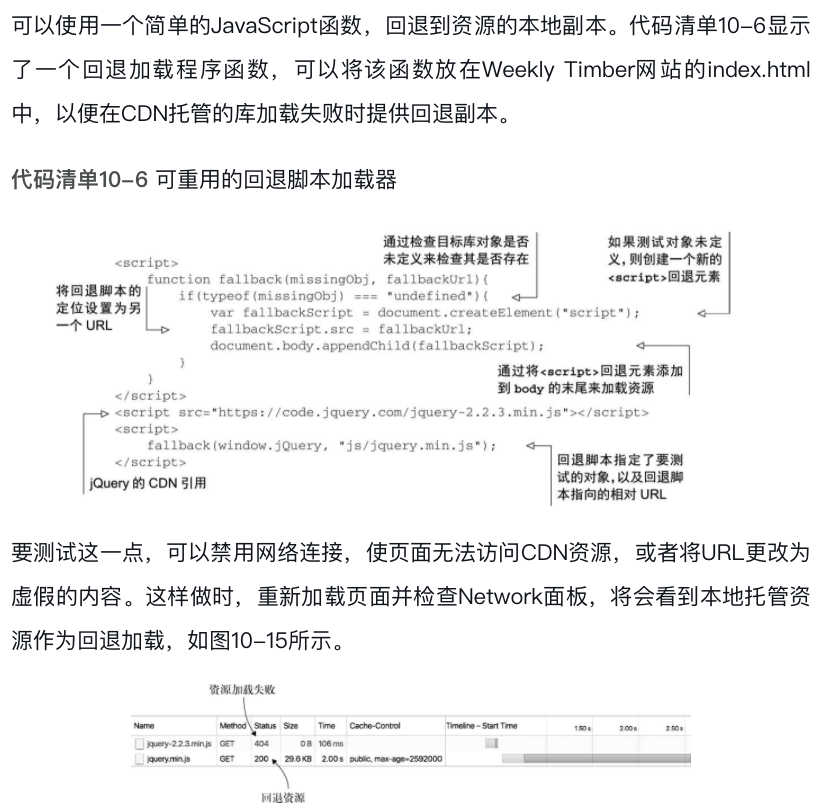 可以使用一个简单的JavaScript函数，回退到资源的本地副本。代码清单10-6显示
了一个回退加载程序函数，可以将该函数放在Weekly Timber网站的index.html
中，以便在CDN托管的库加载失败时提供回退副本。
代码清单10-6 可重用的回退脚本加载器
通过检查目标库对象是否
未定义来检查其是否存在
如果测试对象未定
义，则创建一个新的
<script>回退元素
将回退脚本的
定位设置为另
一个 URL
<script>
function fallback(missingObj, fallbackUrl){
if(typeof(missingObj) === "undefined"){
var fallbackScript = document.createElement("script");
fallbackScript.src = fallbackUrl;
document.body.appendChild(fallbackScript);
}
}
</script>
通过将<script>回退元素添加
到 body 的末尾来加载资源
<script src="https://code.jquery.com/jquery-2.2.3.min.js"></script>
<script>
fallback(window.jQuery, "js/jquery.min.js");
</script>
jQuery 的 CDN 引用
回退脚本指定了要测
试的对象，以及回退脚
本指向的相对 URL
要测试这一点，可以禁用网络连接，使页面无法访问CDN资源，或者将URL更改为
虚假的内容。这样做时，重新加载页面并检查Network面板，将会看到本地托管资
源作为回退加载，如图10-15所示。
资源加载失败
Name Method Status Size Time Cache-Control Timeline – Start Time 1.50 s 2.00 s 2.50 s
jquery-2.2.3.min.js GET 404 0 B 106 ms
jquery.min.js GET 200 29.6 KB 2.00 s public, max-age=2592000
回退资源